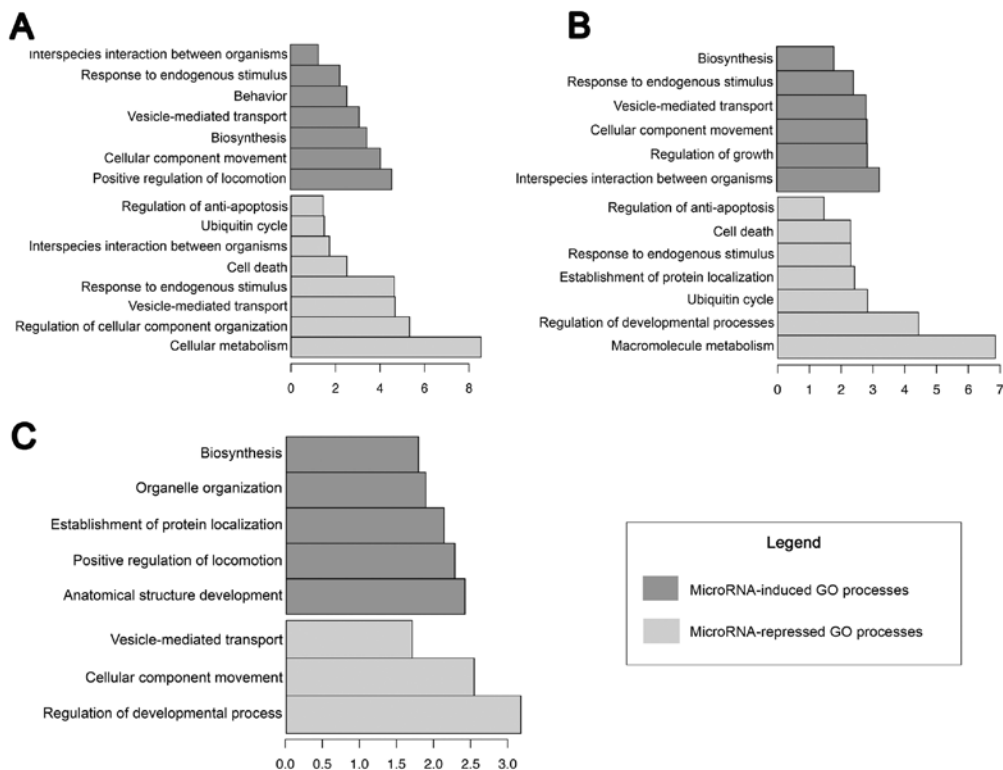 A
Interspecies interaction between organisms
Response to endogenous stimulus
Behavior
Vesicle-mediated transport
Biosynthesis
Cellular component movement
Positive regulation of locomotion
Regulation of anti-apoptosis
Ubiquitin cycle
Interspecies interaction between organisms
Cell death
Response to endogenous stimulus
Vesicle-mediated transport
Regulation of cellular component organization
Cellular metabolism
0 2 4 6 8
B
Biosynthesis
Response to endogenous stimulus
Vesicle-mediated transport
Cellular component movement
Regulation of growth
Interspecies interaction between organisms
Regulation of anti-apoptosis
Cell death
Response to endogenous stimulus
Establishment of protein localization
Ubiquitin cycle
Regulation of developmental processes
Macromolecule metabolism
0 1 2 3 4 5 6 7
C
Biosynthesis
Organelle organization
Establishment of protein localization
Positive regulation of locomotion
Anatomical structure development
Vesicle-mediated transport
Cellular component movement
Regulation of developmental process
0.0 0.5 1.0 1.5 2.0 2.5 3.0
Legend
MicroRNA-induced GO processes
MicroRNA-repressed GO processes